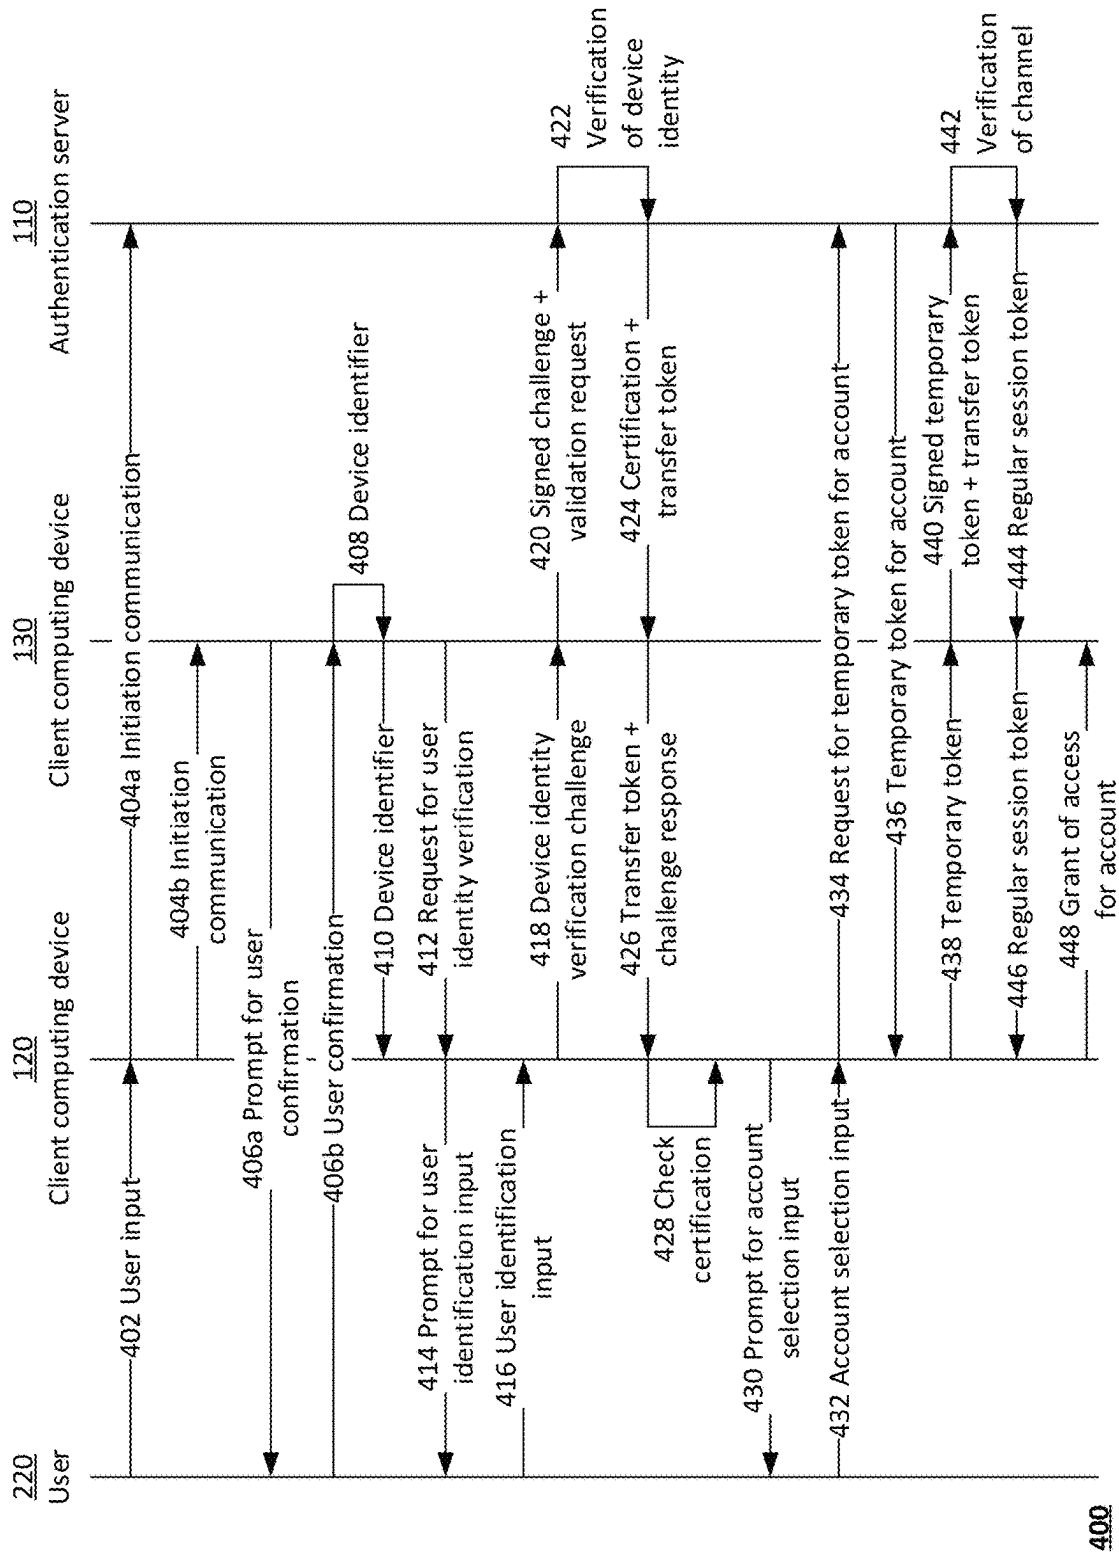 220
User
120
Client computing device
130
Client computing device
110
Authentication server
402 User input
404a Initiation communication
404b Initiation
communication
406a Prompt for user
confirmation
406b User confirmation
408 Device identifier
410 Device identifier
412 Request for user
identity verification
414 Prompt for user
identification input
416 User identification
input
418 Device identity
verification challenge
420 Signed challenge +
validation request
422
Verification
of device
identity
424 Certification +
transfer token
426 Transfer token +
challenge response
428 Check
certification
430 Prompt for account
selection input
432 Account selection input
434 Request for temporary token for account
436 Temporary token for account
438 Temporary token
440 Signed temporary
token + transfer token
442
Verification
of channel
444 Regular session token
446 Regular session token
448 Grant of access
for account
400